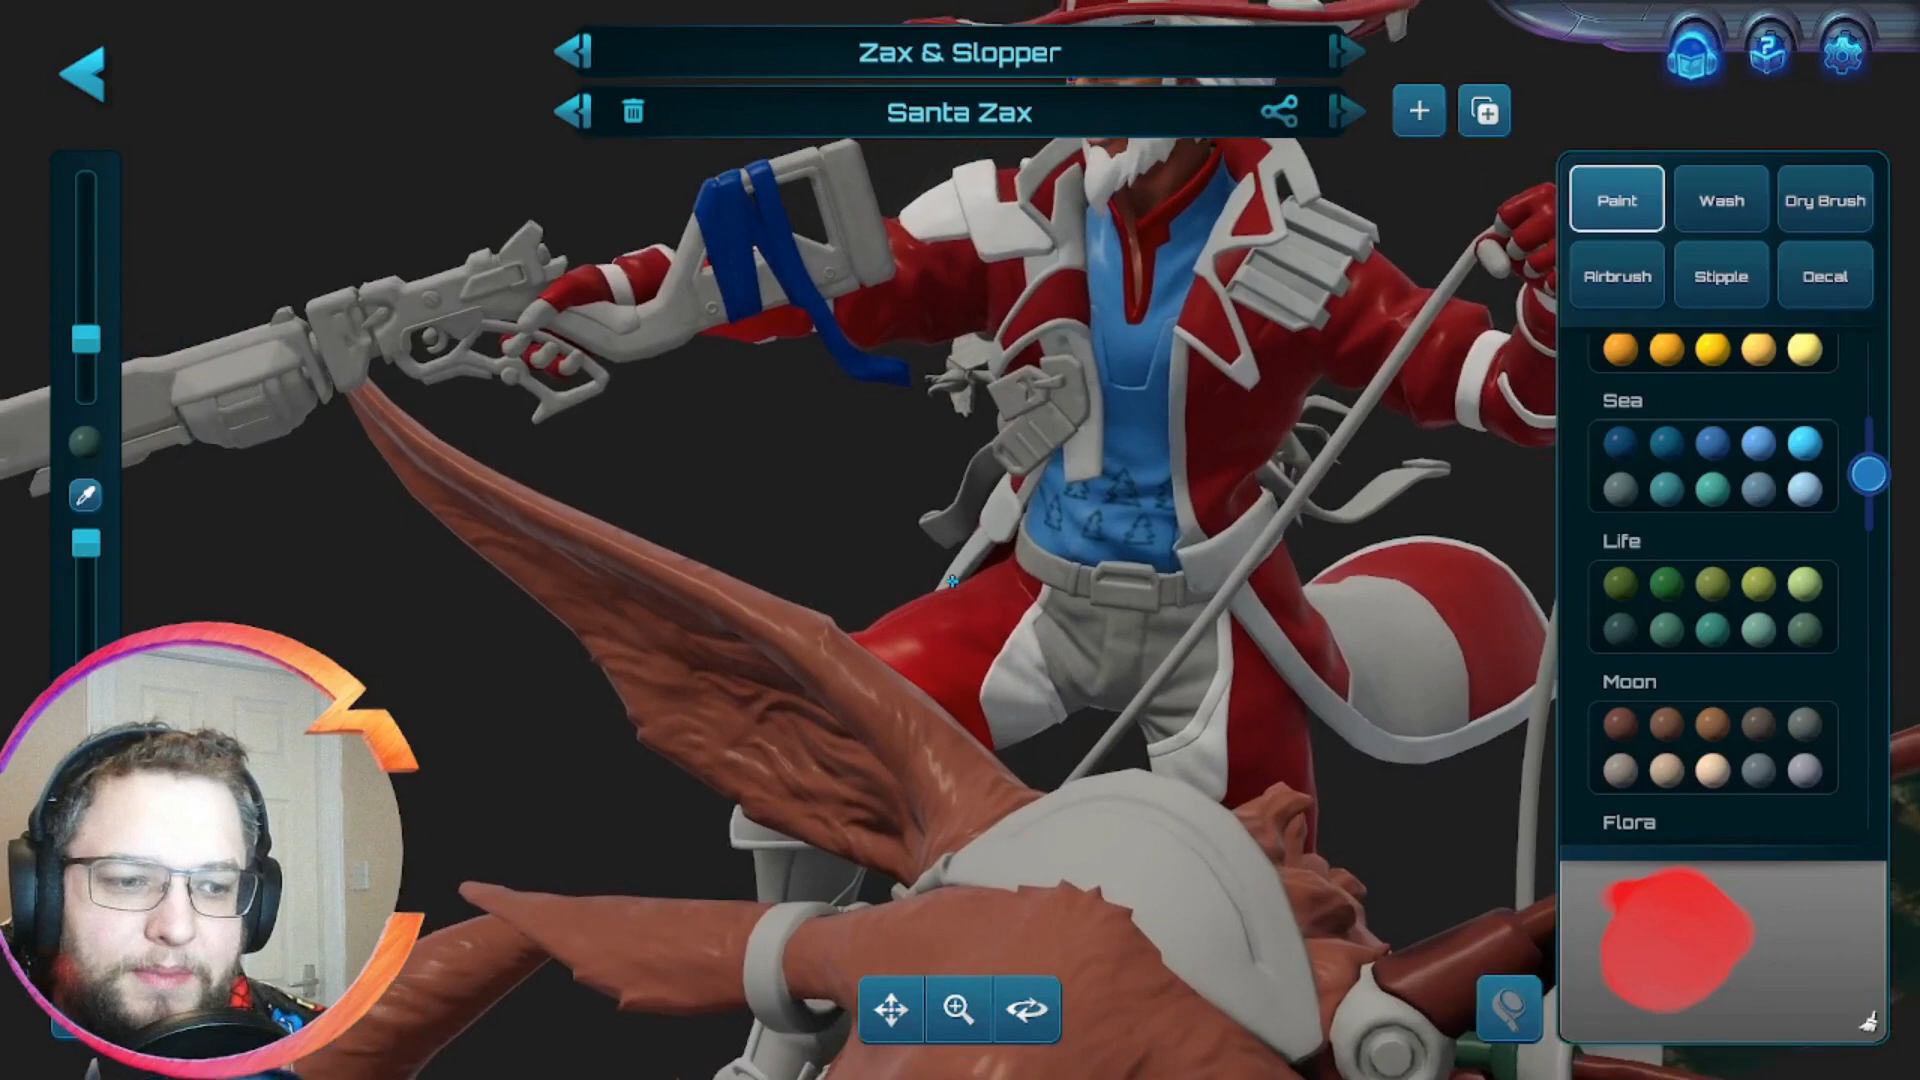 Zax & Slopper
Santa Zax
Paint
Wash
Dry Brush
Airbrush
Stipple
Decal
Sea
Life
Moon
Flora